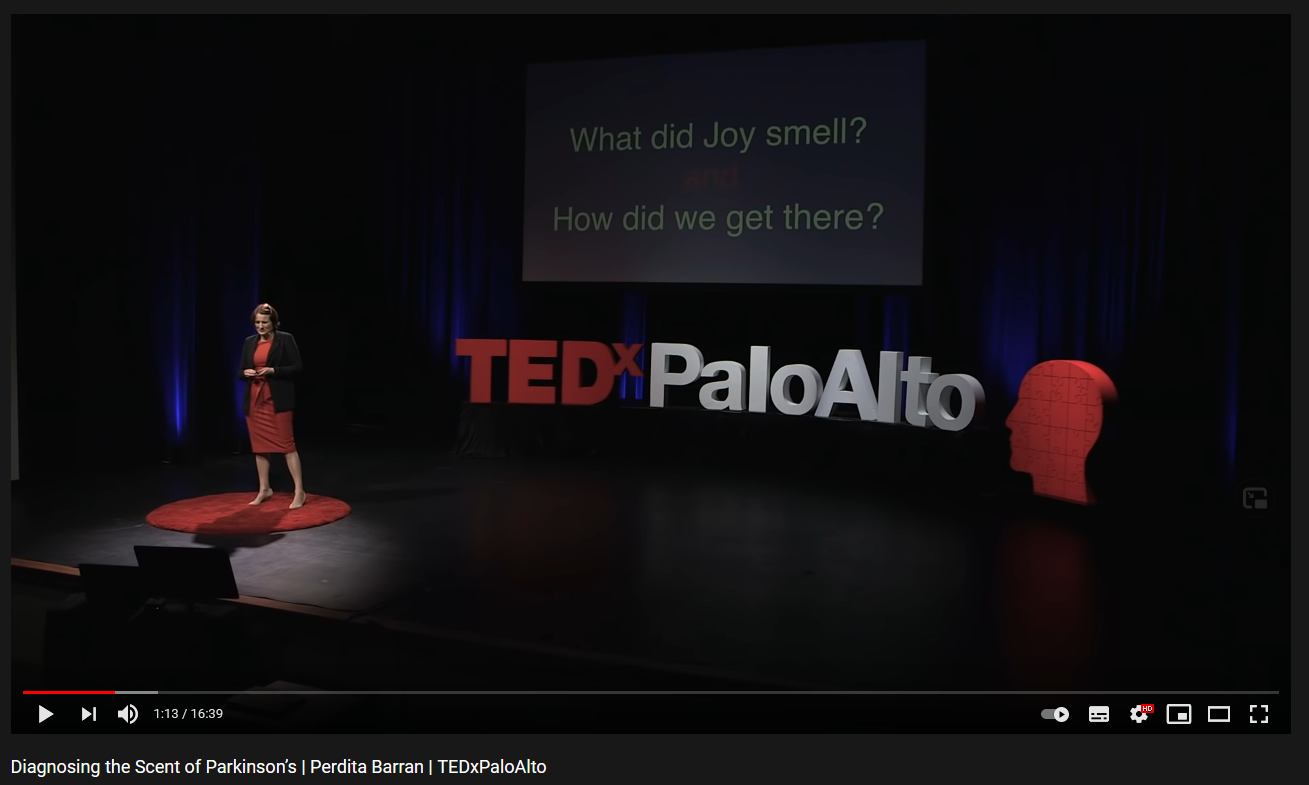 What did Joy smell?
and
How did we get there?
TEDxPaloAlto
1:13 / 16:39
HD
Diagnosing the Scent of Parkinson’s | Perdita Barran | TEDxPaloAlto